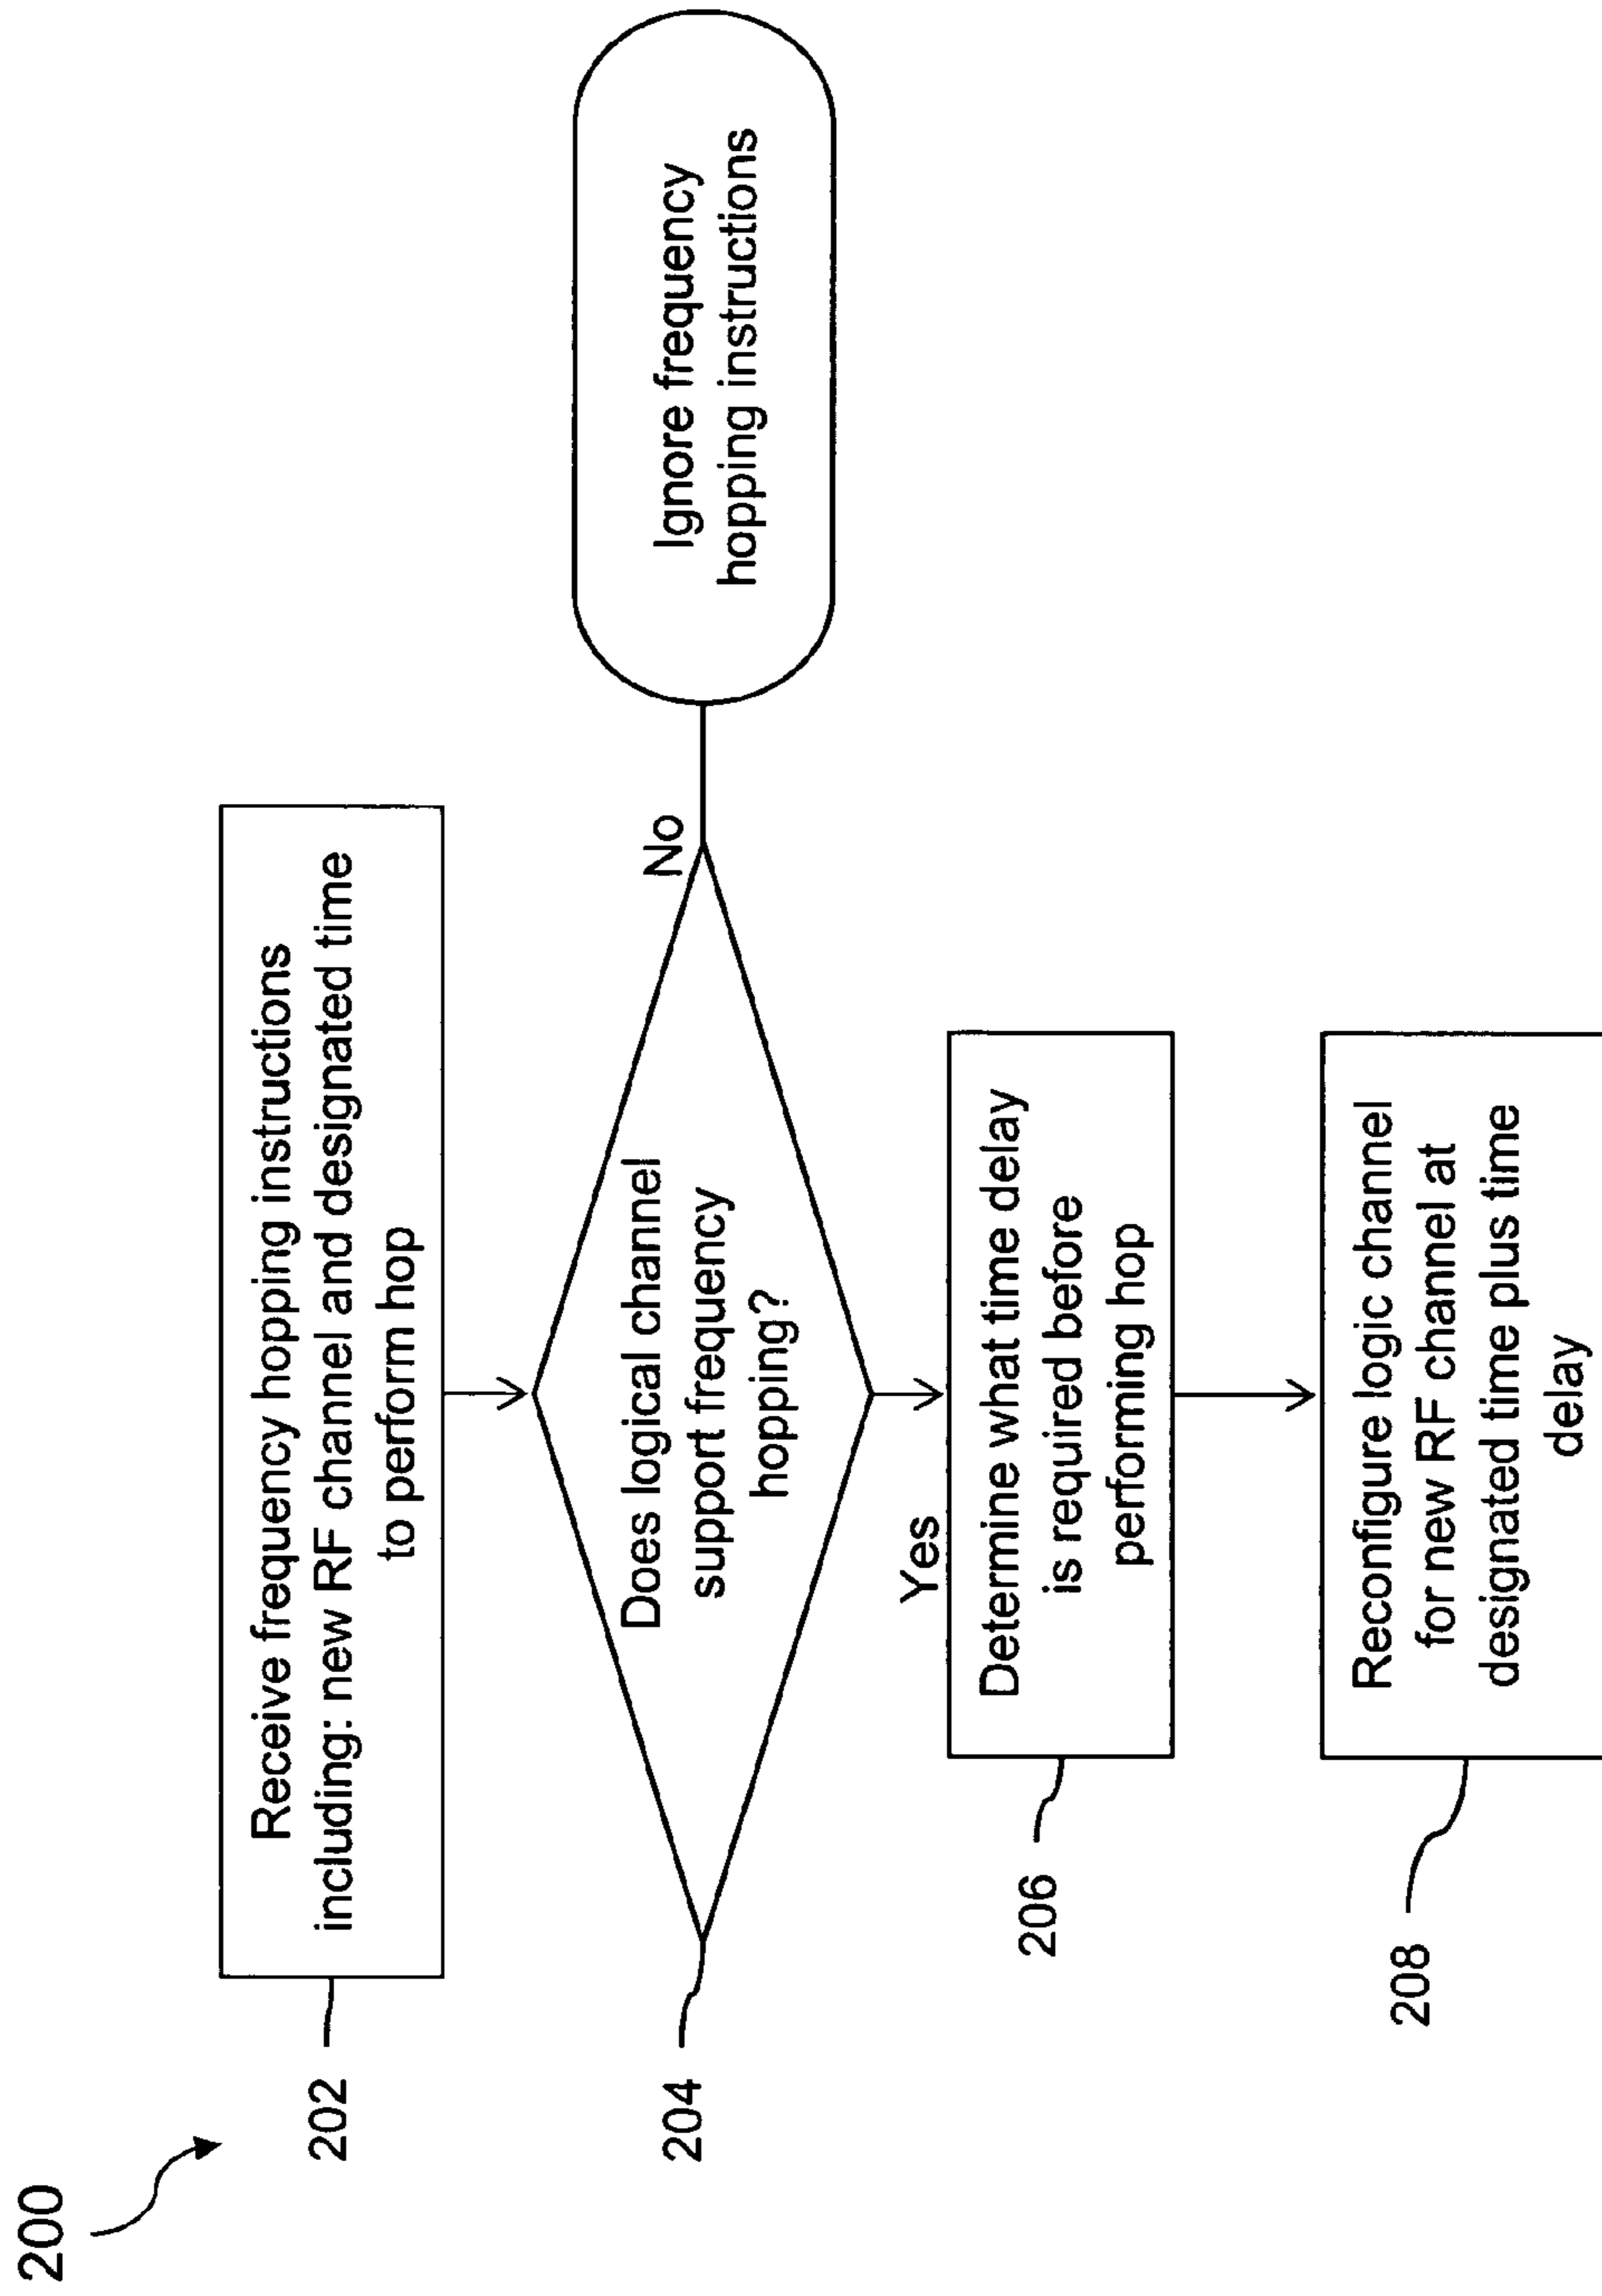 200
202
Receive frequency hopping instructions
including: new RF channel and designated time
to perform hop
204
Does logical channel
support frequency
hopping?
No
Ignore frequency
hopping instructions
Yes
206
Determine what time delay
is required before
performing hop
208
Reconfigure logic channel
for new RF channel at
designated time plus time
delay